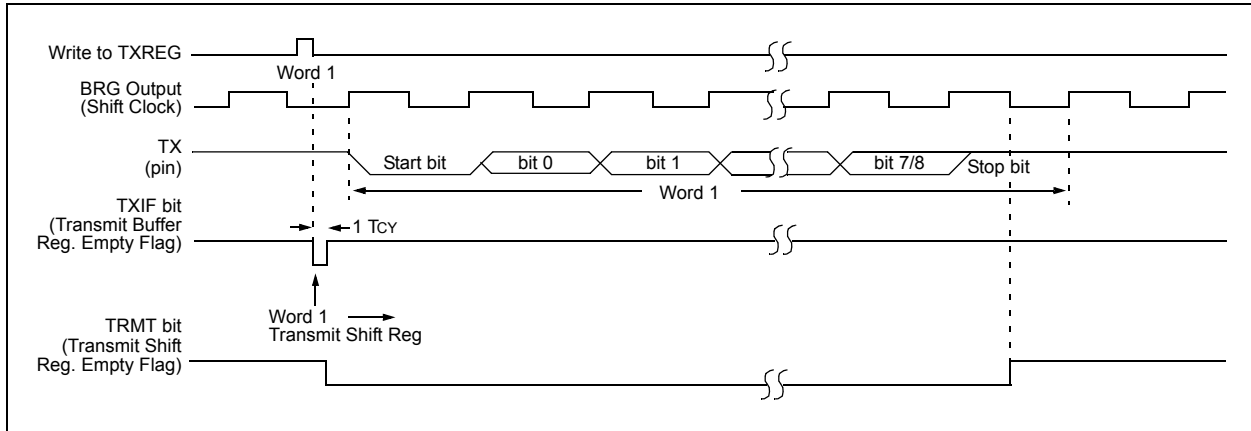 Write to TXREG
Word 1
BRG Output
(Shift Clock)
TX
(pin)
Start bit
bit 0
bit 1
bit 7/8
Stop bit
Word 1
TXIF bit
(Transmit Buffer
Reg. Empty Flag)
1 TCY
Word 1
Transmit Shift Reg
TRMT bit
(Transmit Shift
Reg. Empty Flag)